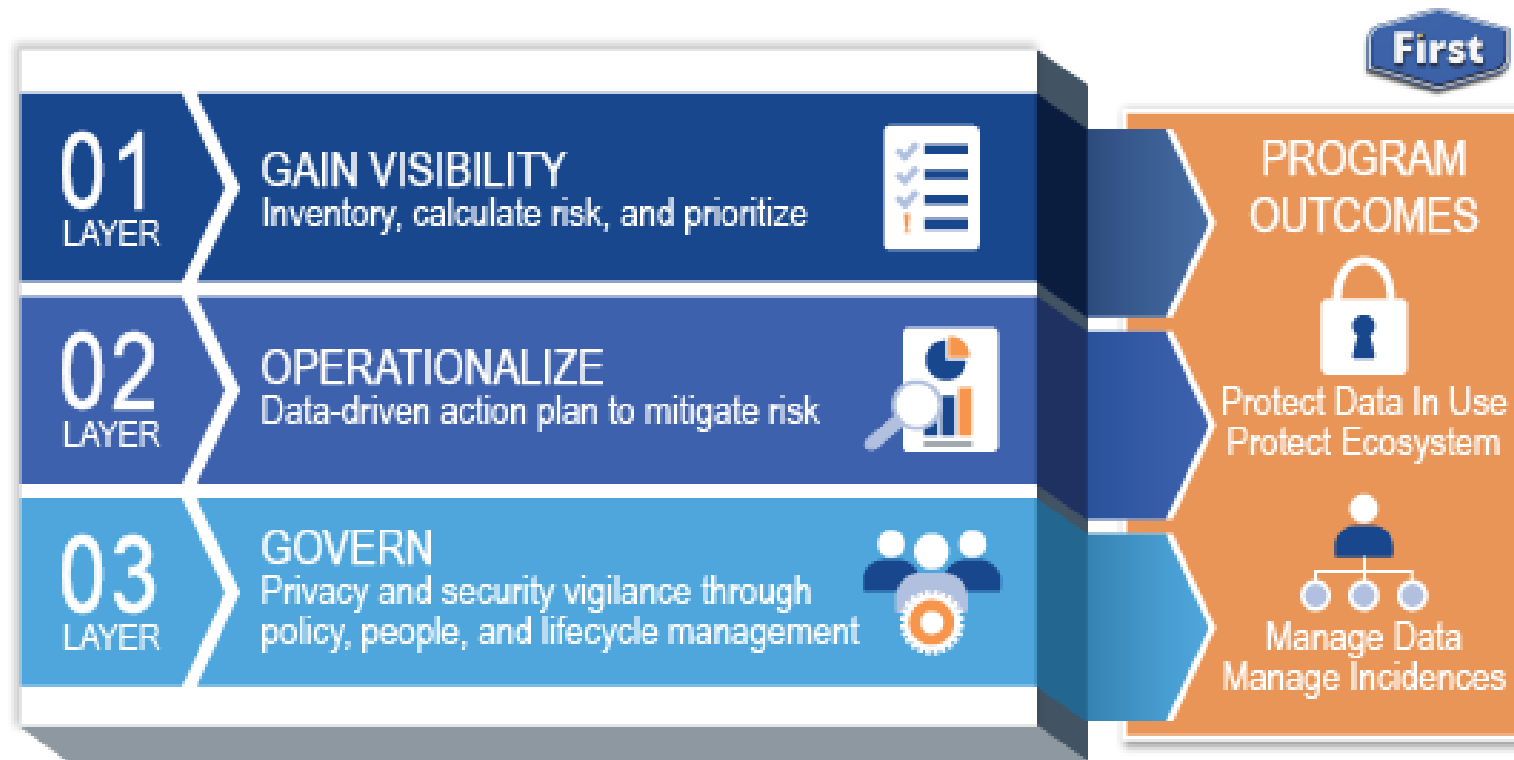 First
01
LAYER
GAIN VISIBILITY
Inventory, calculate risk, and prioritize
02
LAYER
OPERATIONALIZE
Data-driven action plan to mitigate risk
03
LAYER
GOVERN
Privacy and security vigilance through
policy, people, and lifecycle management
PROGRAM
OUTCOMES
Protect Data In Use
Protect Ecosystem
Manage Data
Manage Incidences